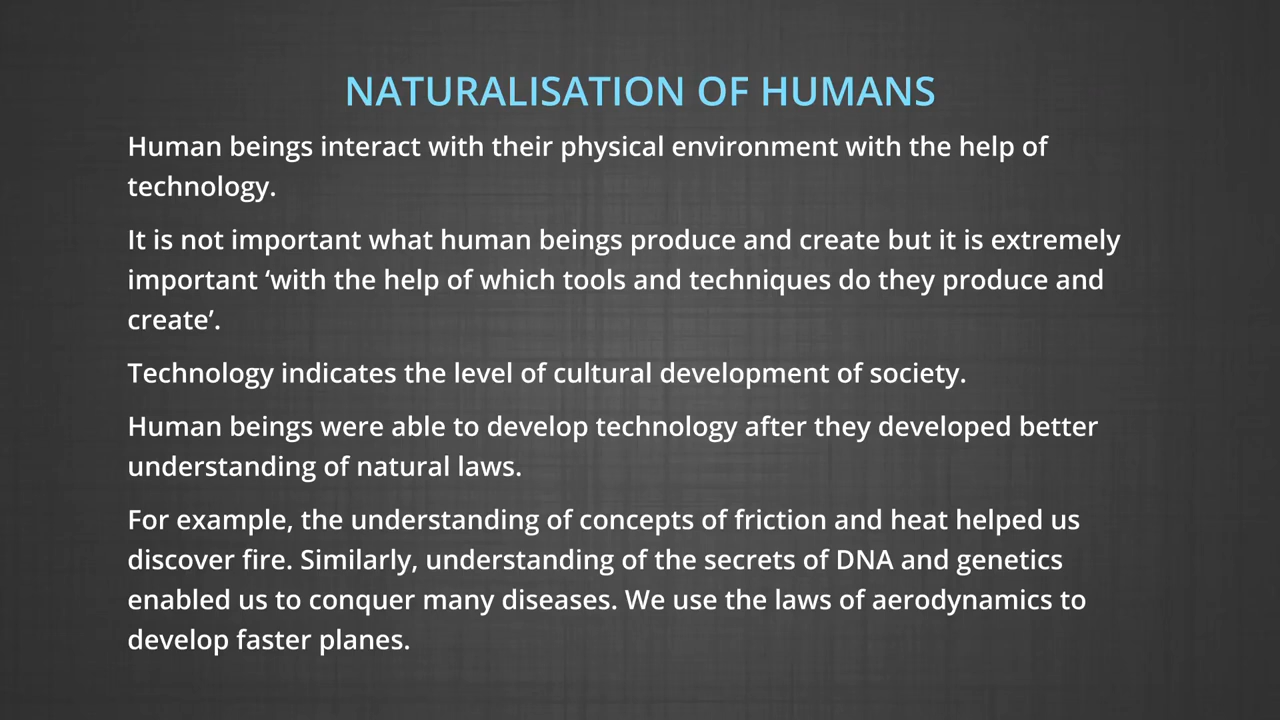 NATURALISATION OF HUMANS
Human beings interact with their physical environment with the help of
technology.
It is not important what human beings produce and create but it is extremely
important ‘with the help of which tools and techniques do they produce and
create’.
Technology indicates the level of cultural development of society.
Human beings were able to develop technology after they developed better
understanding of natural laws.
For example, the understanding of concepts of friction and heat helped us
discover fire. Similarly, understanding of the secrets of DNA and genetics
enabled us to conquer many diseases. We use the laws of aerodynamics to
develop faster planes.